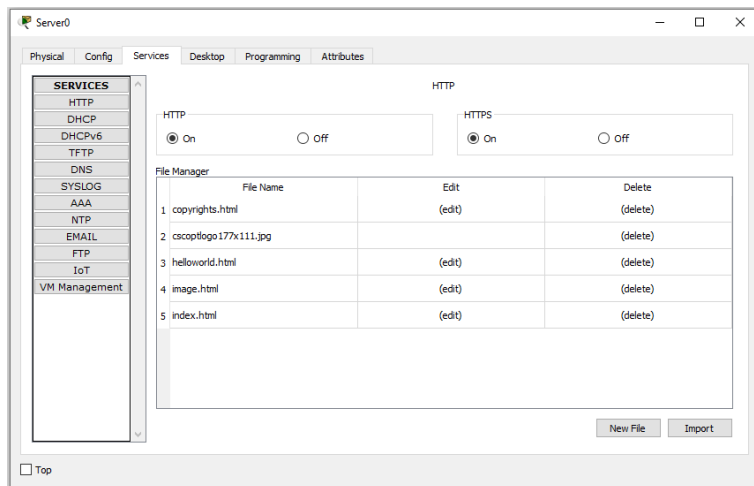 Server0
Physical Config Services Desktop Programming Attributes
SERVICES
HTTP
DHCP
DHCPv6
TFTP
DNS
SYSLOG
AAA
NTP
EMAIL
FTP
IoT
VM Management
HTTP
HTTP
On Off
HTTPS
On Off
File Manager
File Name Edit Delete
1 copyrights.html (edit) (delete)
2 cscoptlogo177x111.jpg (delete)
3 helloworld.html (edit) (delete)
4 image.html (edit) (delete)
5 index.html (edit) (delete)
New File Import
Top